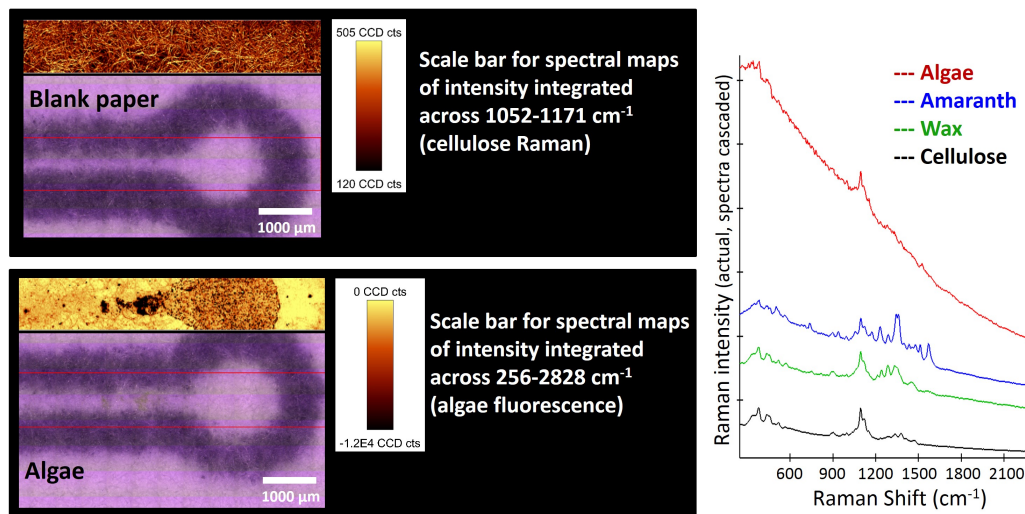 Blank paper
1000 µm
505 CCD cts
120 CCD cts
Scale bar for spectral maps
of intensity integrated
across 1052-1171 cm⁻¹
(cellulose Raman)
Algae
1000 µm
0 CCD cts
-1.2E4 CCD cts
Scale bar for spectral maps
of intensity integrated
across 256-2828 cm⁻¹
(algae fluorescence)
Raman intensity (actual, spectra cascaded)
--- Algae
--- Amaranth
--- Wax
--- Cellulose
600 900 1200 1500 1800 2100
Raman Shift (cm⁻¹)